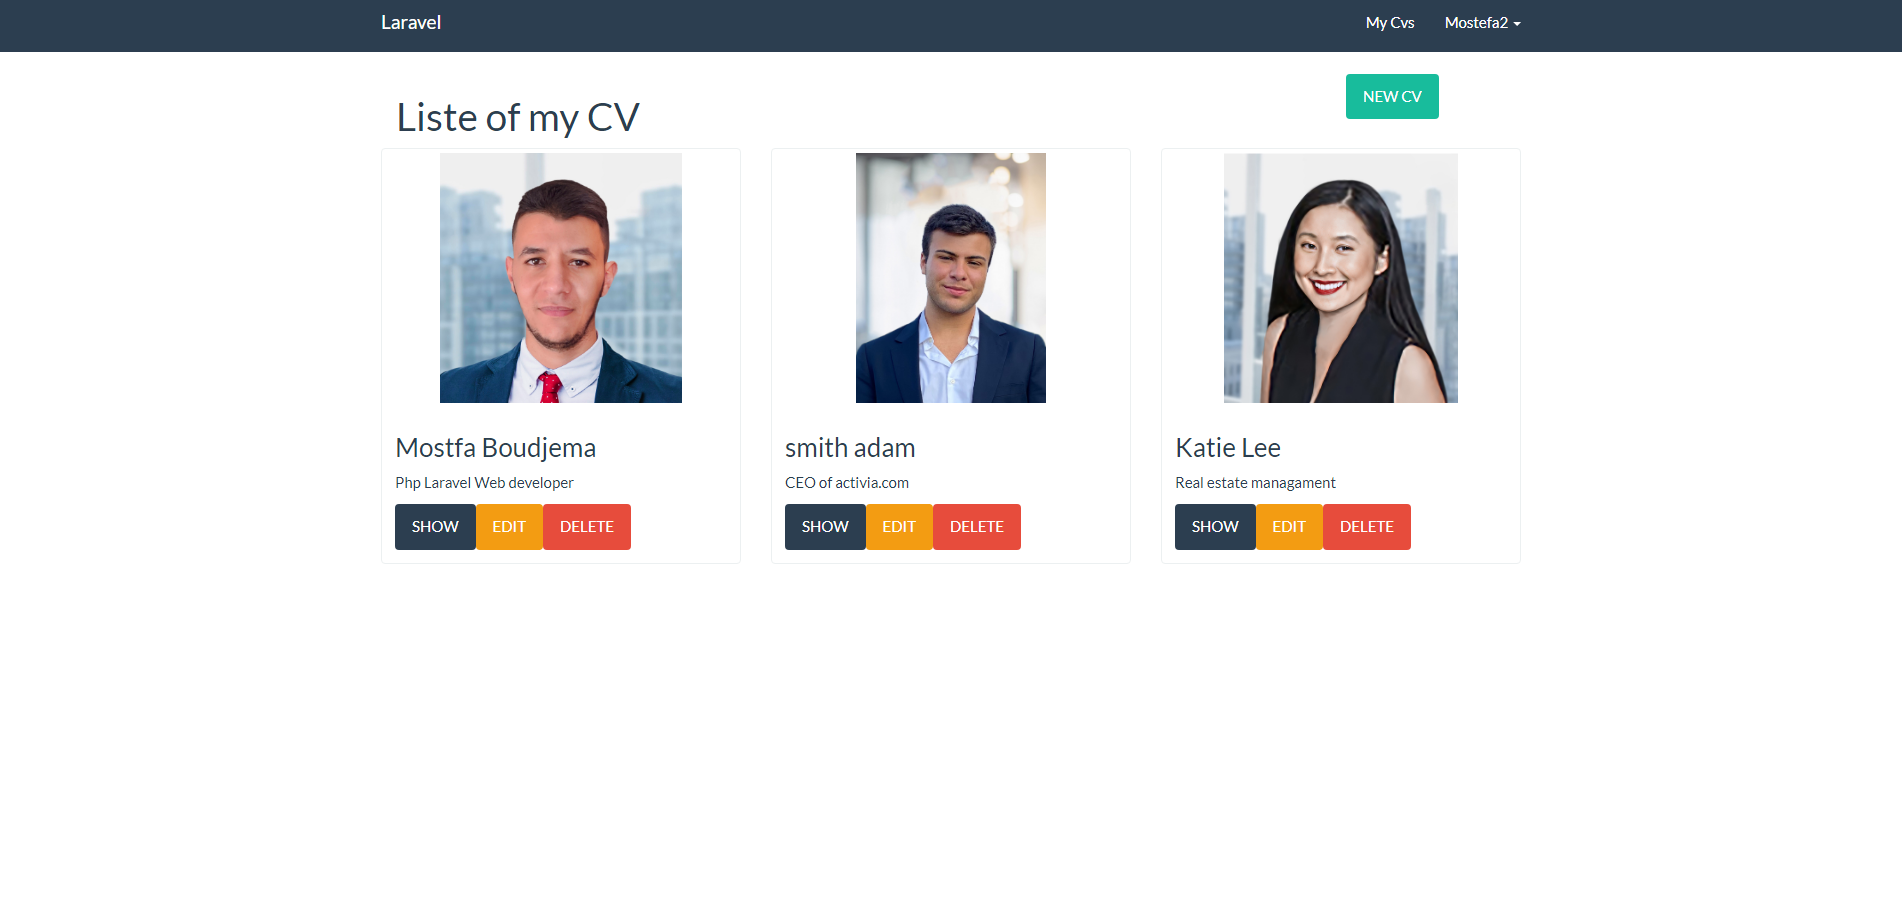 Laravel
My Cvs
Mostefa2
NEW CV
Liste of my CV
Mostfa Boudjema
Php Laravel Web developer
SHOW
EDIT
DELETE
smith adam
CEO of activia.com
SHOW
EDIT
DELETE
Katie Lee
Real estate managament
SHOW
EDIT
DELETE